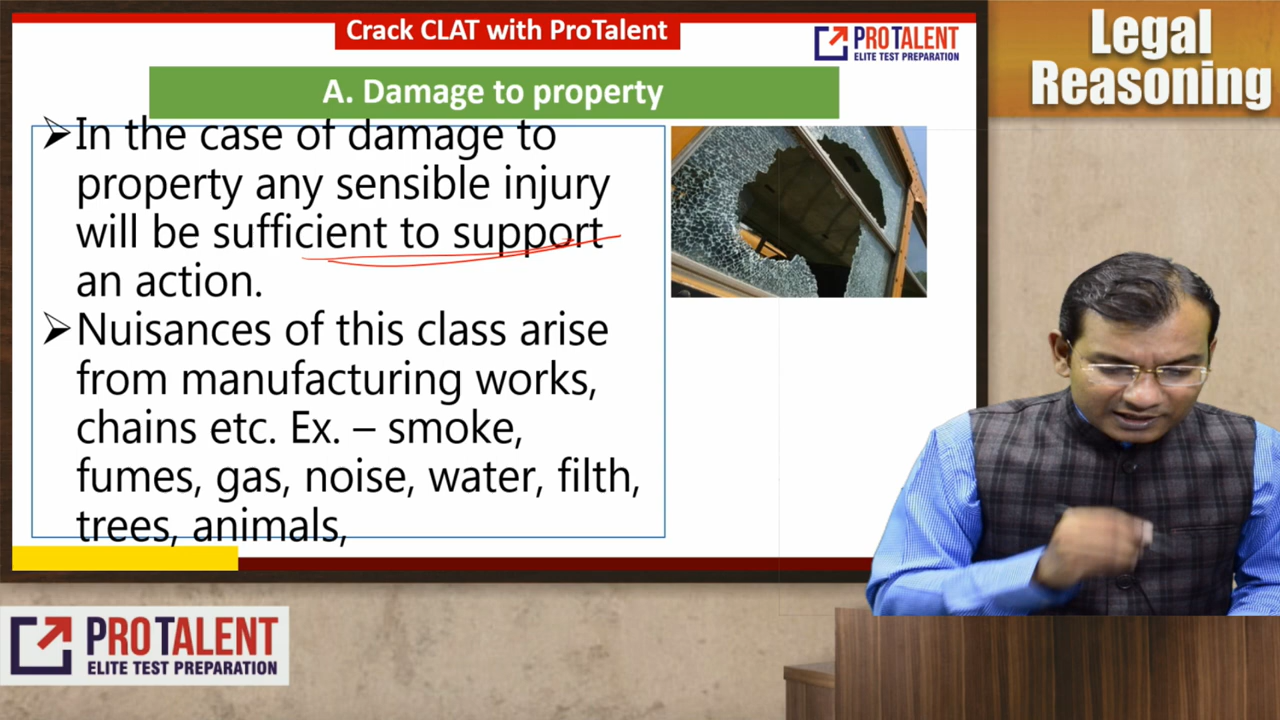 Crack CLAT with ProTalent
PROTALENT
ELITE TEST PREPARATION
Legal
Reasoning
A. Damage to property
➢In the case of damage to
property any sensible injury
will be sufficient to support
an action.
➢Nuisances of this class arise
from manufacturing works,
chains etc. Ex. – smoke,
fumes, gas, noise, water, filth,
trees, animals,
PROTALENT
ELITE TEST PREPARATION